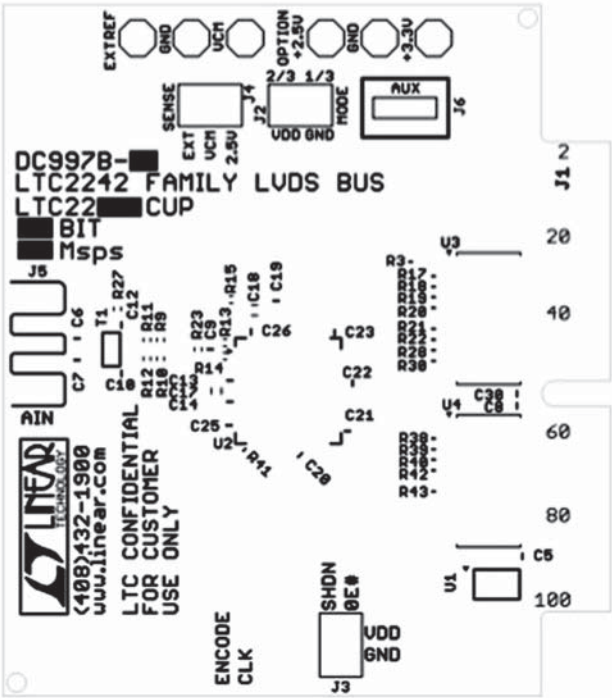 EXTREF
GND
VCM
OPTION
+2.5V
GND
+3.3V
SENSE
J4
EXT
VCM
2.5V
2/3 1/3
J2
MODE
VDD GND
AUX
J6
DC997B-
LTC2242 FAMILY LVDS BUS
LTC22 CUP
BIT
Msps
2
J1
20
40
60
80
100
J5
C6
C7
AIN
T1
R27
C12
C10
R11
R9
R12
R10
R23
C9
R13
R14
R15
C18
C19
C26
C23
C22
C21
C25
U2
R41
C20
R3
R17
R18
R19
R20
R21
R22
R28
R30
U3
C30
C8
U4
R38
R39
R40
R42
R43
C5
U1
LINEAR
TECHNOLOGY
(408)432-1900
www.linear.com
LTC CONFIDENTIAL
FOR CUSTOMER
USE ONLY
ENCODE
CLK
SHDN
OE#
VDD
GND
J3